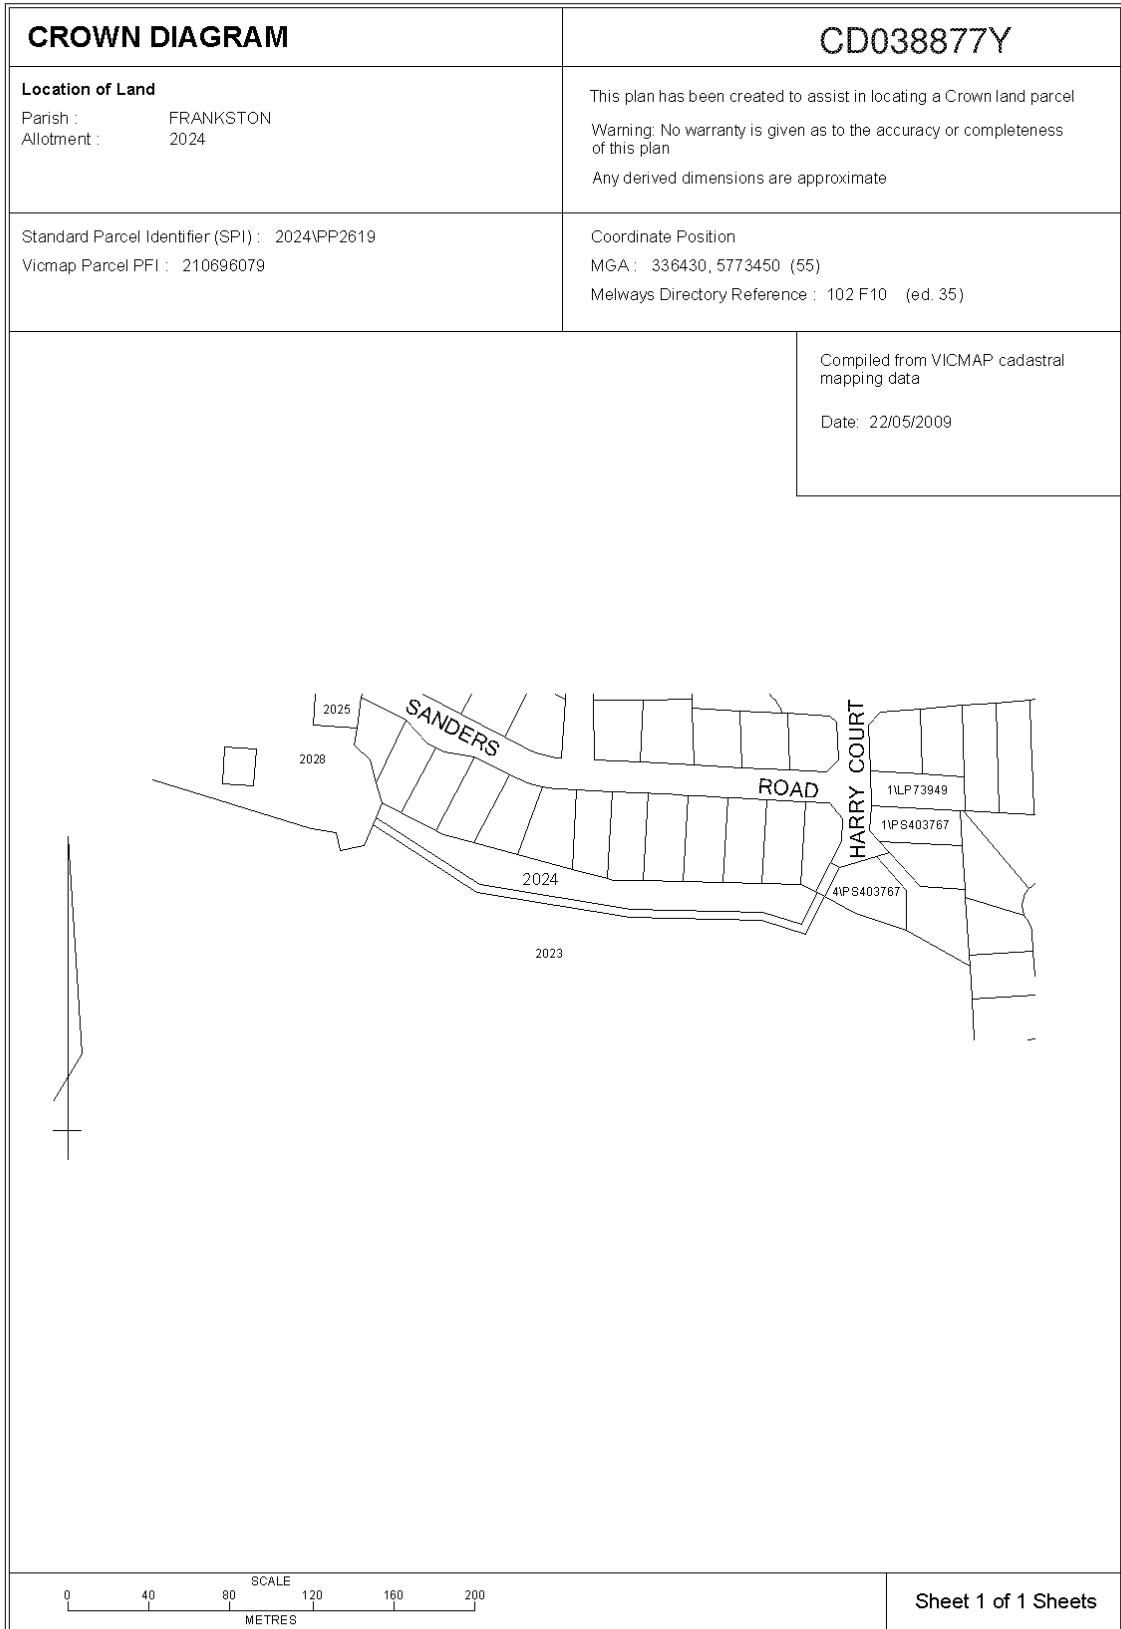 CROWN DIAGRAM
CD038877Y
Location of Land
Parish : FRANKSTON
Allotment : 2024
This plan has been created to assist in locating a Crown land parcel
Warning: No warranty is given as to the accuracy or completeness
of this plan
Any derived dimensions are approximate
Standard Parcel Identifier (SPI) : 2024\PP2619
Vicmap Parcel PFI : 210696079
Coordinate Position
MGA : 336430, 5773450 (55)
Melways Directory Reference : 102 F10 (ed. 35)
Compiled from VICMAP cadastral
mapping data
Date: 22/05/2009
2025
SANDERS
2028
ROAD
HARRY COURT
1\LP73949
1\PS403767
2024
4\PS403767
2023
SCALE
0 40 80 120 160 200
METRES
Sheet 1 of 1 Sheets